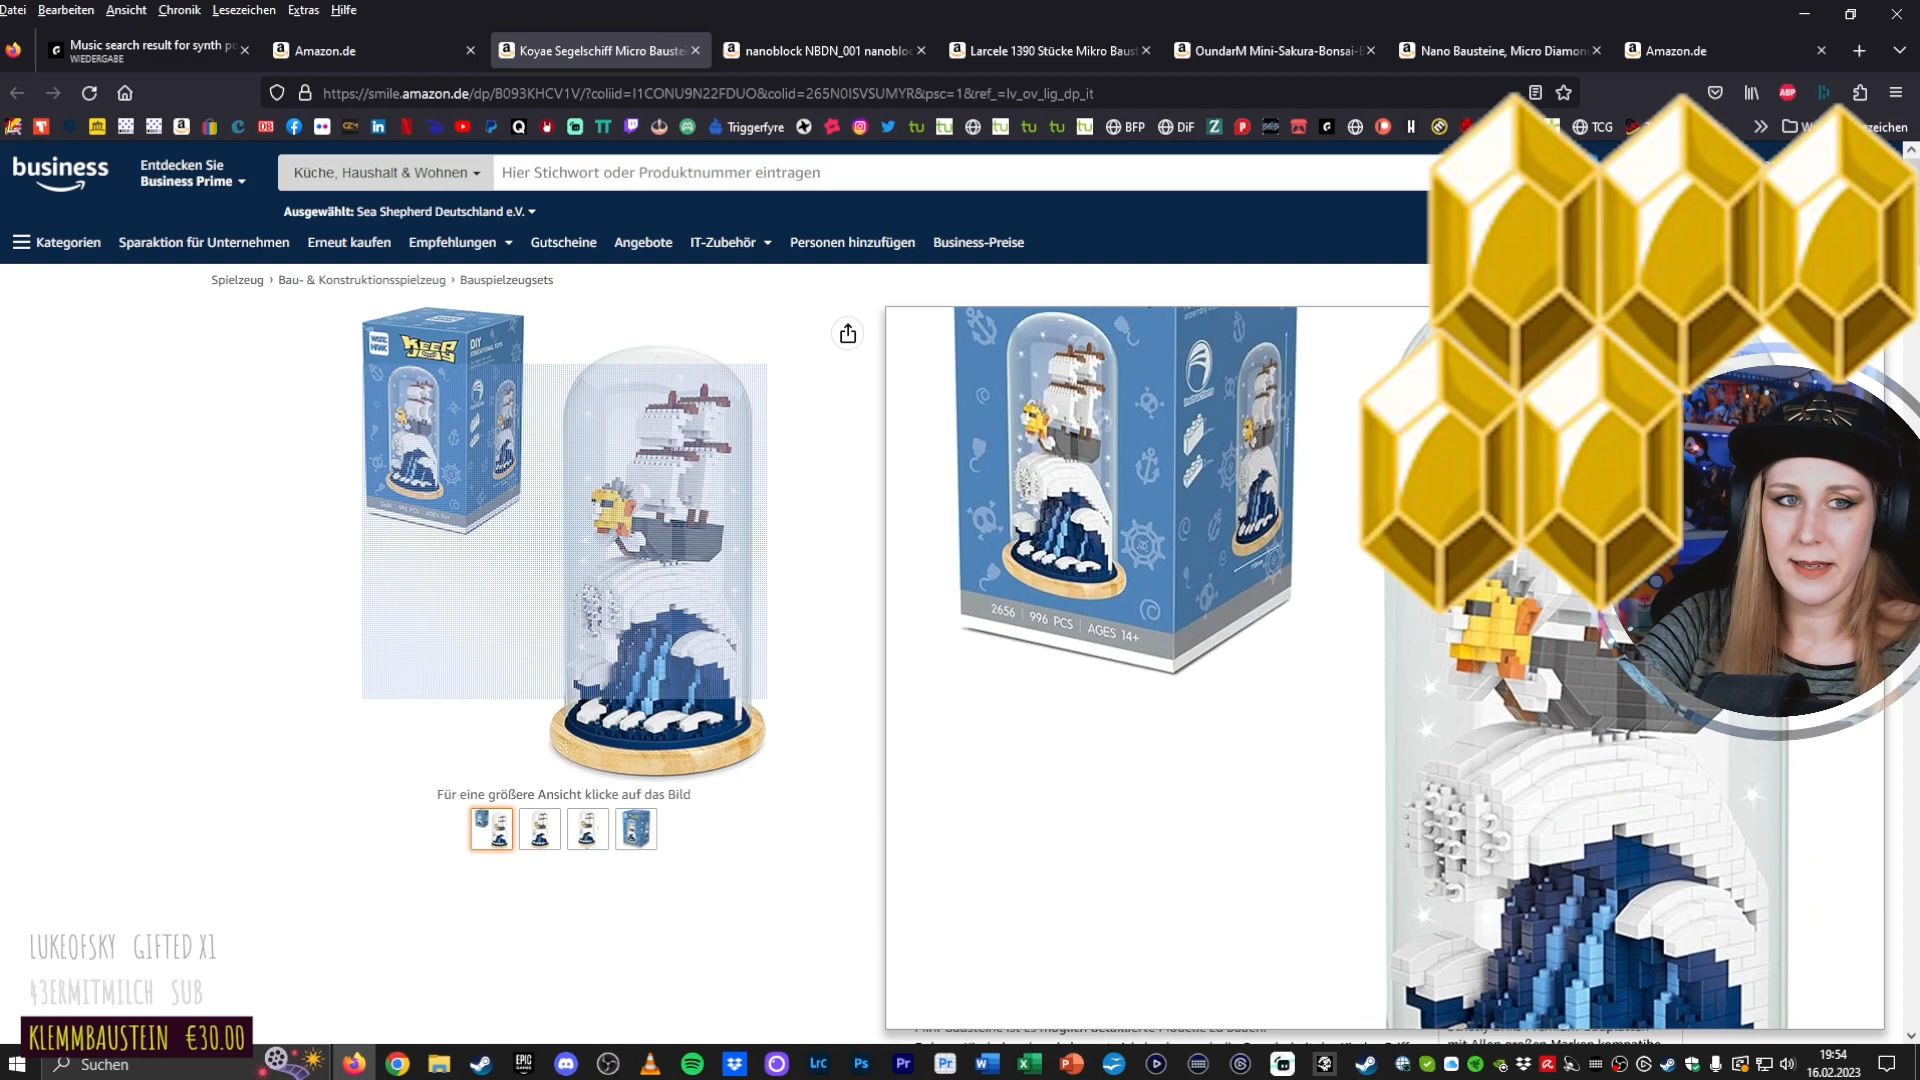 Datei Bearbeiten Ansicht Chronik Lesezeichen Extras Hilfe
Music search result for synth po
WIEDERGABE
Amazon.de
Koyae Segelschiff Micro Baustei
nanoblock NBDN_001 nanobloc
Larcele 1390 Stücke Mikro Baust
OundarM Mini-Sakura-Bonsai-B
Nano Bausteine, Micro Diamon
Amazon.de
https://smile.amazon.de/dp/B093KHCV1V/?coliid=I1CONU9N22FDUO&colid=265N0ISVSUMYR&psc=1&ref_=lv_ov_lig_dp_it
Triggerfyre
BFP
DiF
TCG
business
Entdecken Sie
Business Prime
Küche, Haushalt & Wohnen
Hier Stichwort oder Produktnummer eintragen
Ausgewählt: Sea Shepherd Deutschland e.V.
Kategorien Sparaktion für Unternehmen Erneut kaufen Empfehlungen Gutscheine Angebote IT-Zubehör Personen hinzufügen Business-Preise
Spielzeug › Bau- & Konstruktionsspielzeug › Bauspielzeugsets
KEEP
DIY
2656 | 996 PCS | AGES 14+
Für eine größere Ansicht klicke auf das Bild
LUKEOFSKY GIFTED X1
43ERMITMILCH SUB
KLEMMBAUSTEIN €30.00
Suchen
19:54
16.02.2023